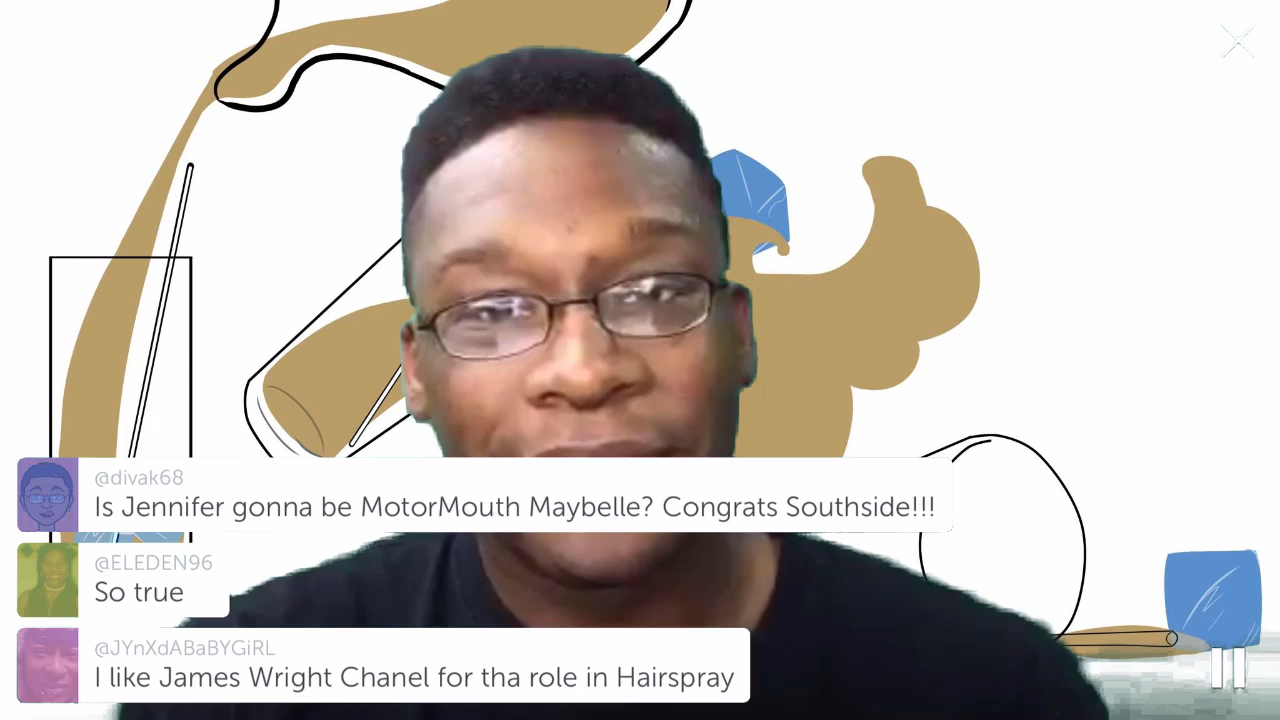 @divak68
Is Jennifer gonna be MotorMouth Maybelle? Congrats Southside!!!
@ELEDEN96
So true
@JYnXdABaBYGiRL
I like James Wright Chanel for tha role in Hairspray